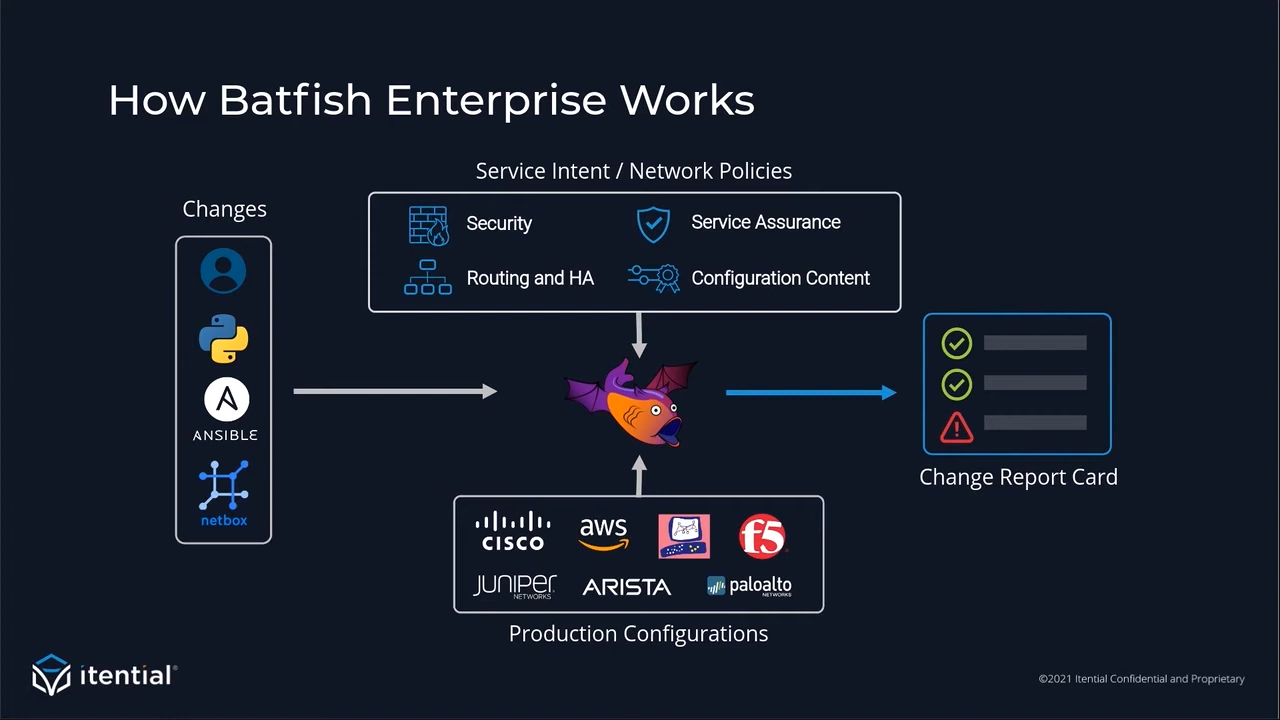 How Batfish Enterprise Works
Service Intent / Network Policies
Changes
Security
Service Assurance
Routing and HA
Configuration Content
ANSIBLE
netbox
Change Report Card
CISCO
aws
f5
JUNIPER
NETWORKS
ARISTA
paloalto
NETWORKS
Production Configurations
itential®
©2021 Itential Confidential and Proprietary